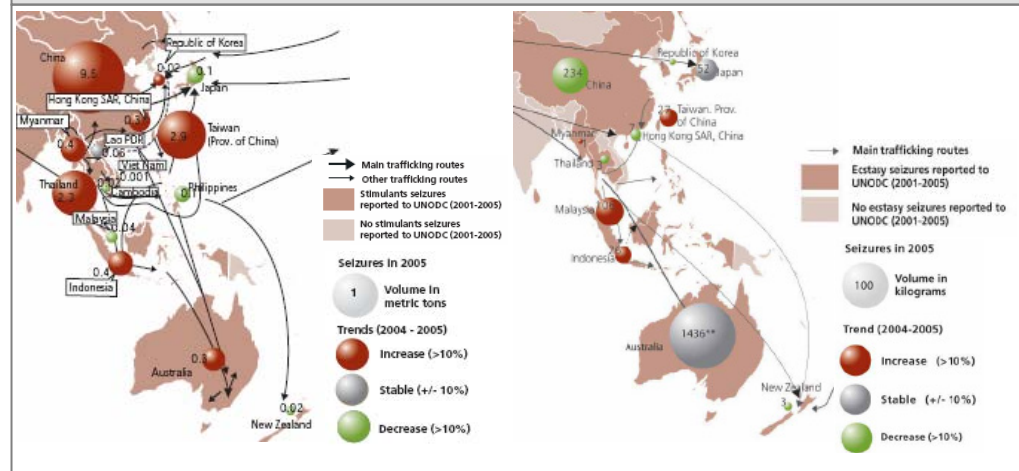 Republic of Korea
China
0.02
9.5
0.1
Japan
Hong Kong SAR, China
Myanmar
0.4
2.9
Taiwan
(Prov. of China)
Lao PDR
0.06
Viet Nam
0.001
Thailand
0.02
2.3
Cambodia
Philippines
0.1
Malaysia
0.04
0.4
Indonesia
0.3
Australia
0.02
New Zealand
Main trafficking routes
Other trafficking routes
Stimulants seizures
reported to UNODC (2001-2005)
No stimulants seizures
reported to UNODC (2001-2005)
Seizures in 2005
1
Volume in
metric tons
Trends (2004 - 2005)
Increase (>10%)
Stable (+/- 10%)
Decrease (>10%)
Republic of Korea
52
Japan
234
China
Taiwan. Prov.
of China
Hong Kong SAR, China
Myanmar
Thailand
Malaysia
Indonesia
1436**
Australia
New Zealand
3
Main trafficking routes
Ecstasy seizures reported to
UNODC (2001-2005)
No ecstasy seizures reported to
UNODC (2001-2005)
Seizures in 2005
100
Volume in
kilograms
Trend (2004-2005)
Increase (>10%)
Stable (+/- 10%)
Decrease (>10%)